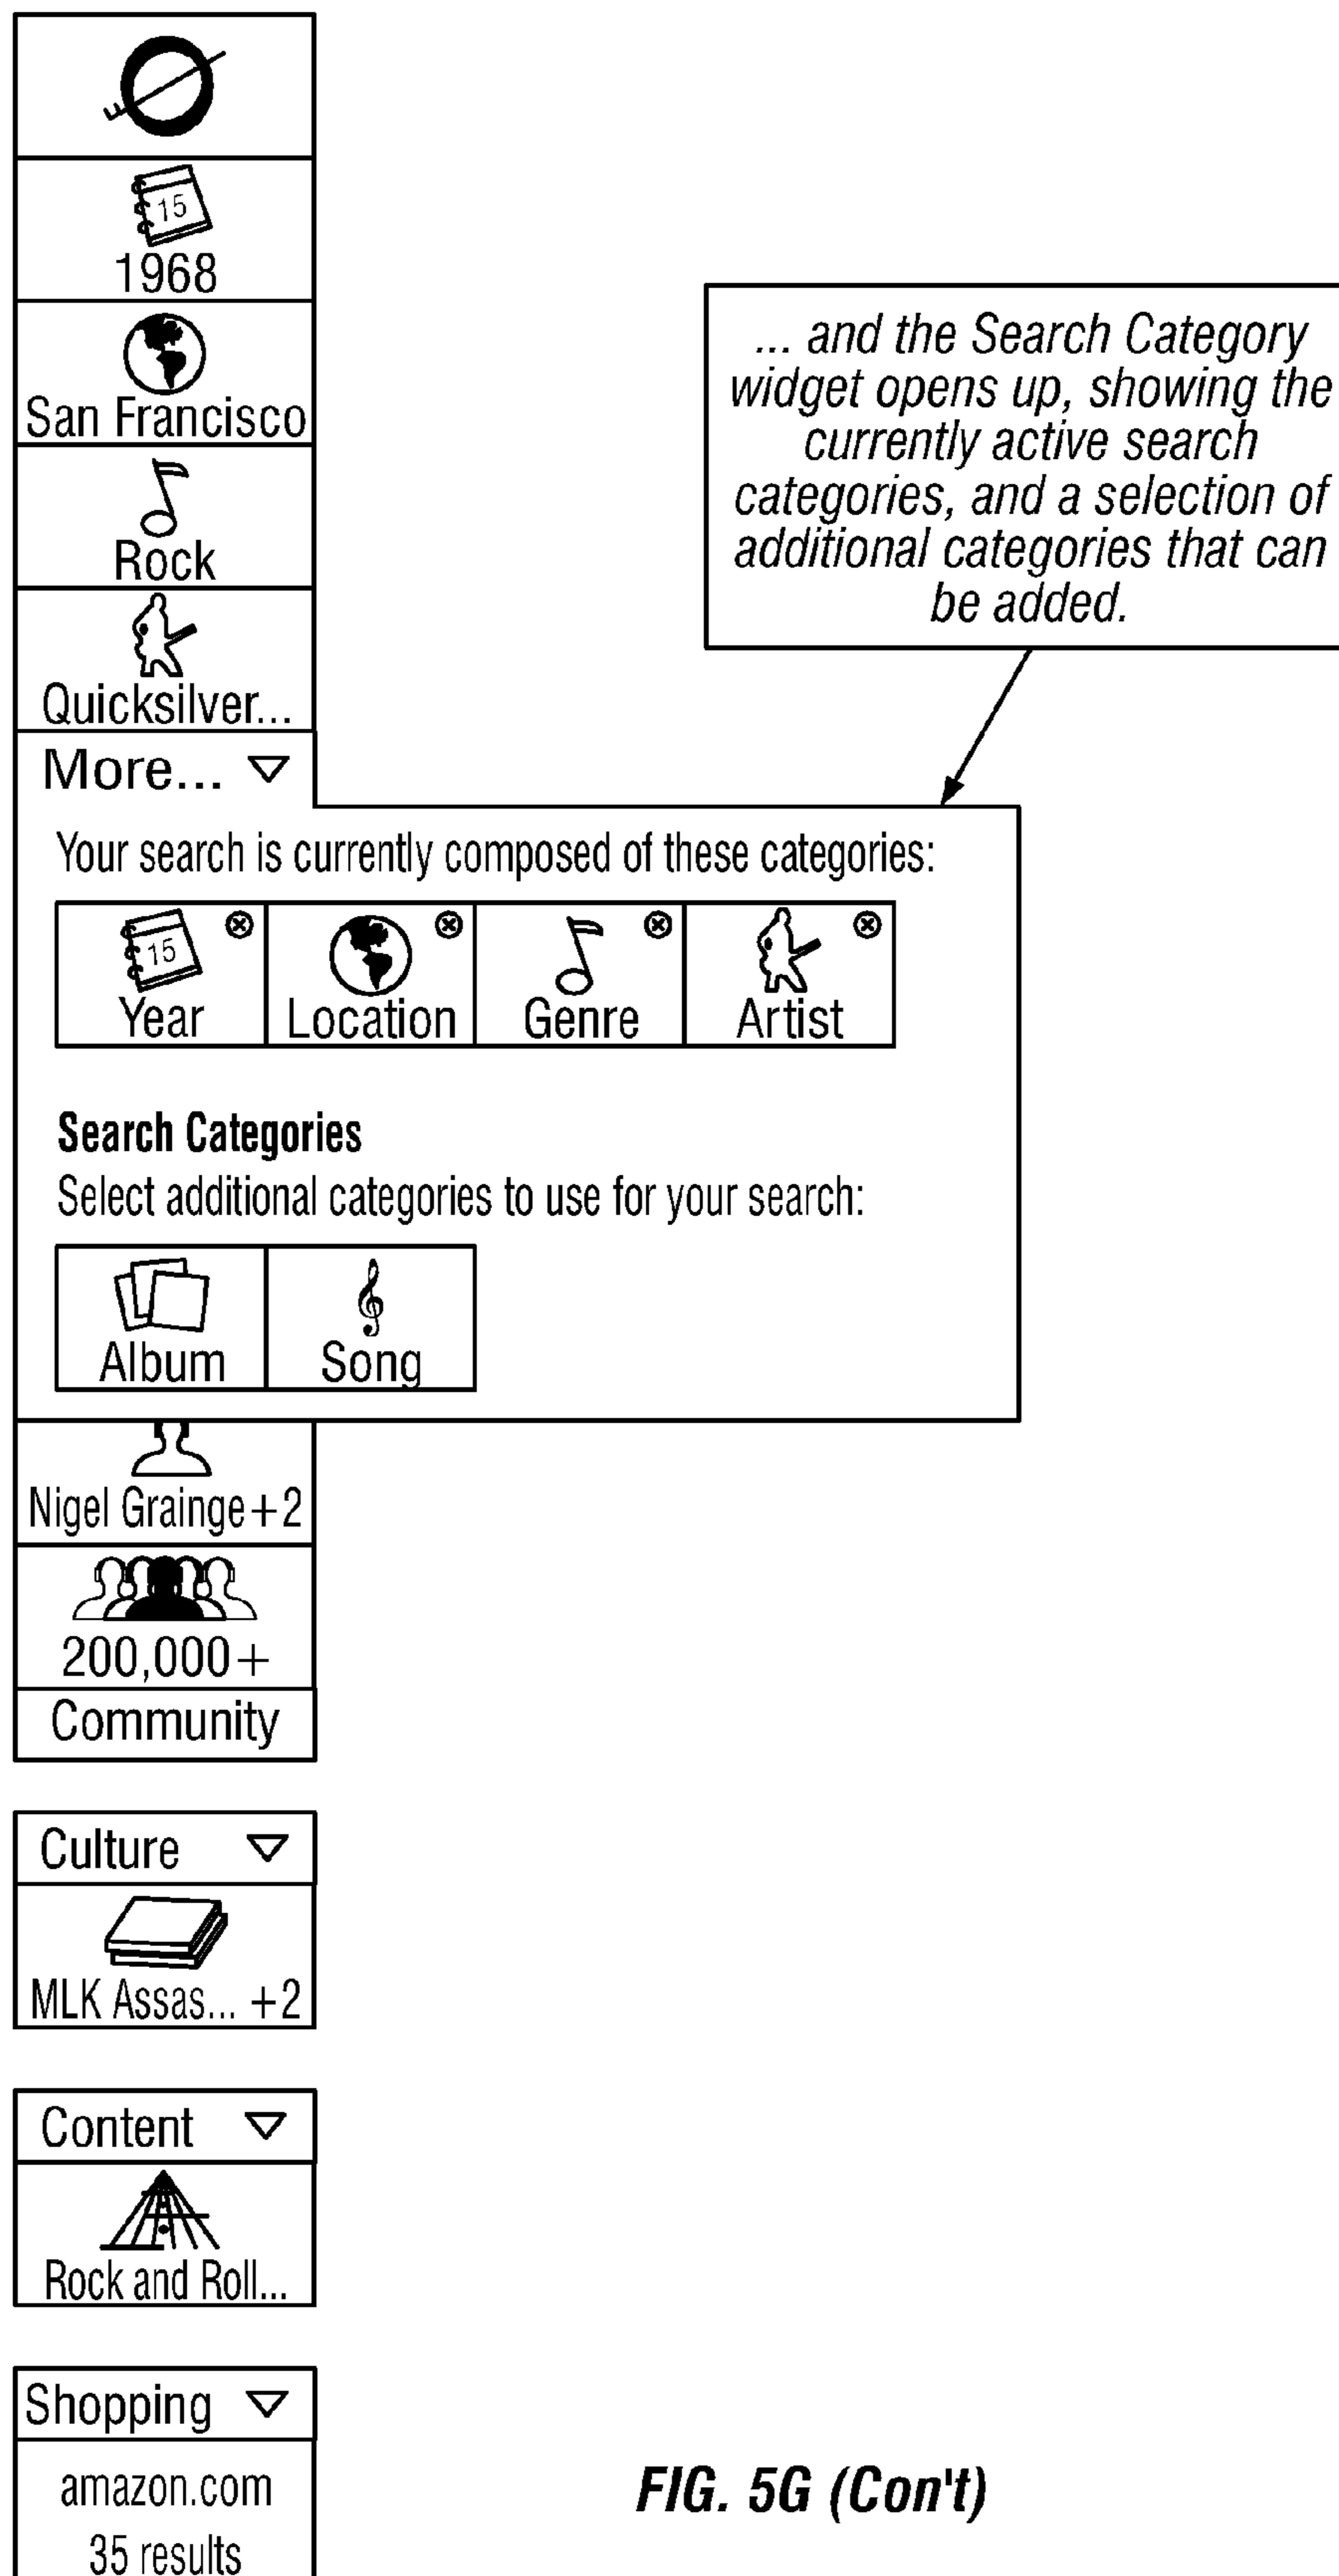 15
1968
San Francisco
Rock
Quicksilver...
More...
... and the Search Category
widget opens up, showing the
currently active search
categories, and a selection of
additional categories that can
be added.
Your search is currently composed of these categories:
15
Year
Location
Genre
Artist
Search Categories
Select additional categories to use for your search:
Album
Song
Nigel Grainge+2
200,000+
Community
Culture
MLK Assas... +2
Content
Rock and Roll...
Shopping
amazon.com
35 results
FIG. 5G (Con't)